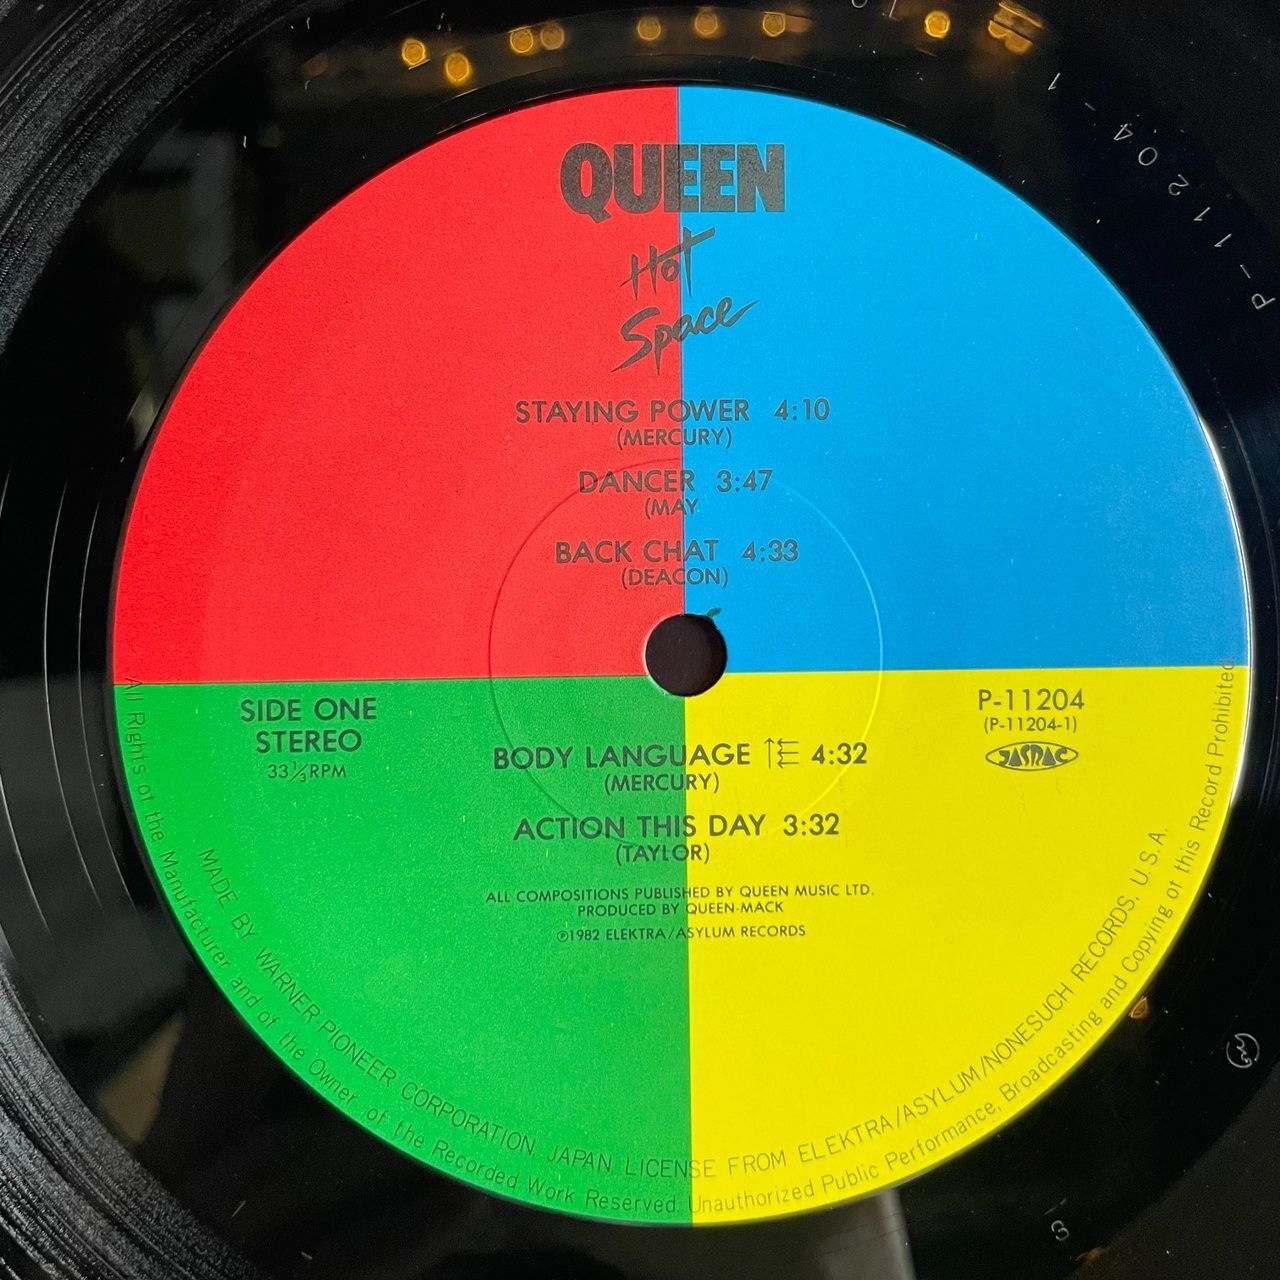 QUEEN
Hot
Space
STAYING POWER 4:10
(MERCURY)
DANCER 3:47
(MAY
BACK CHAT 4:33
(DEACON)
SIDE ONE
STEREO
33⅓RPM
P-11204
(P-11204-1)
JASRAC
BODY LANGUAGE 4:32
(MERCURY)
ACTION THIS DAY 3:32
(TAYLOR)
ALL COMPOSITIONS PUBLISHED BY QUEEN MUSIC LTD.
PRODUCED BY QUEEN-MACK
℗1982 ELEKTRA/ASYLUM RECORDS
MADE BY WARNER PIONEER CORPORATION, JAPAN, LICENSE FROM ELEKTRA/ASYLUM/NONESUCH RECORDS, U.S.A.
All Rights of the Manufacturer and of the Owner of the Recorded Work Reserved. Unauthorized Public Performance, Broadcasting and Copying of this Record Prohibited.
P-11204-1
3